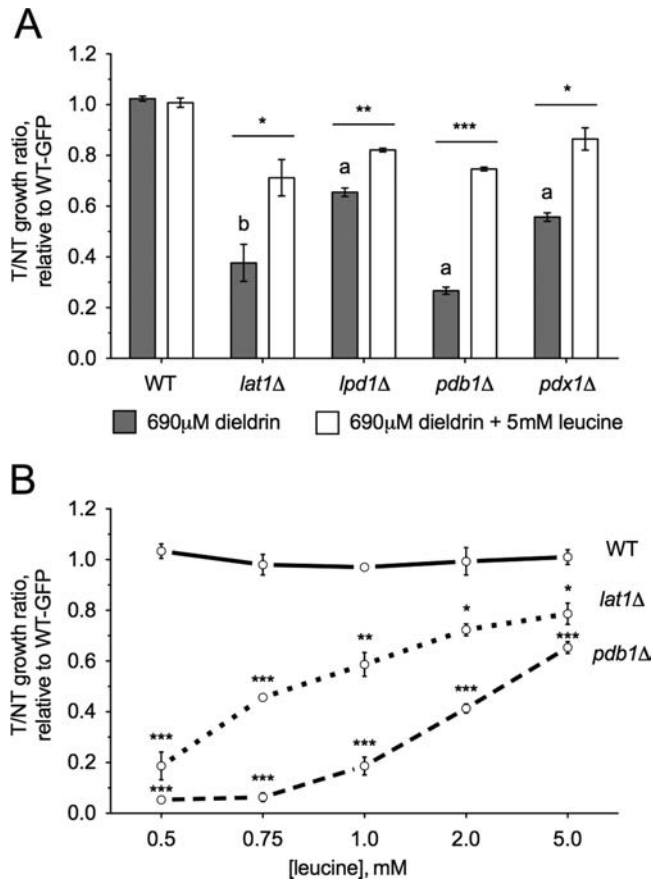 A
T/NT growth ratio,
relative to WT-GFP
1.2
1.0
0.8
0.6
0.4
0.2
0.0
*
**
***
*
b
a
a
a
WT
lat1Δ
lpd1Δ
pdb1Δ
pdx1Δ
690μM dieldrin
690μM dieldrin + 5mM leucine
B
T/NT growth ratio,
relative to WT-GFP
1.2
1.0
0.8
0.6
0.4
0.2
0.0
WT
lat1Δ
pdb1Δ
***
***
**
*
*
***
***
***
***
***
0.5
0.75
1.0
2.0
5.0
[leucine], mM